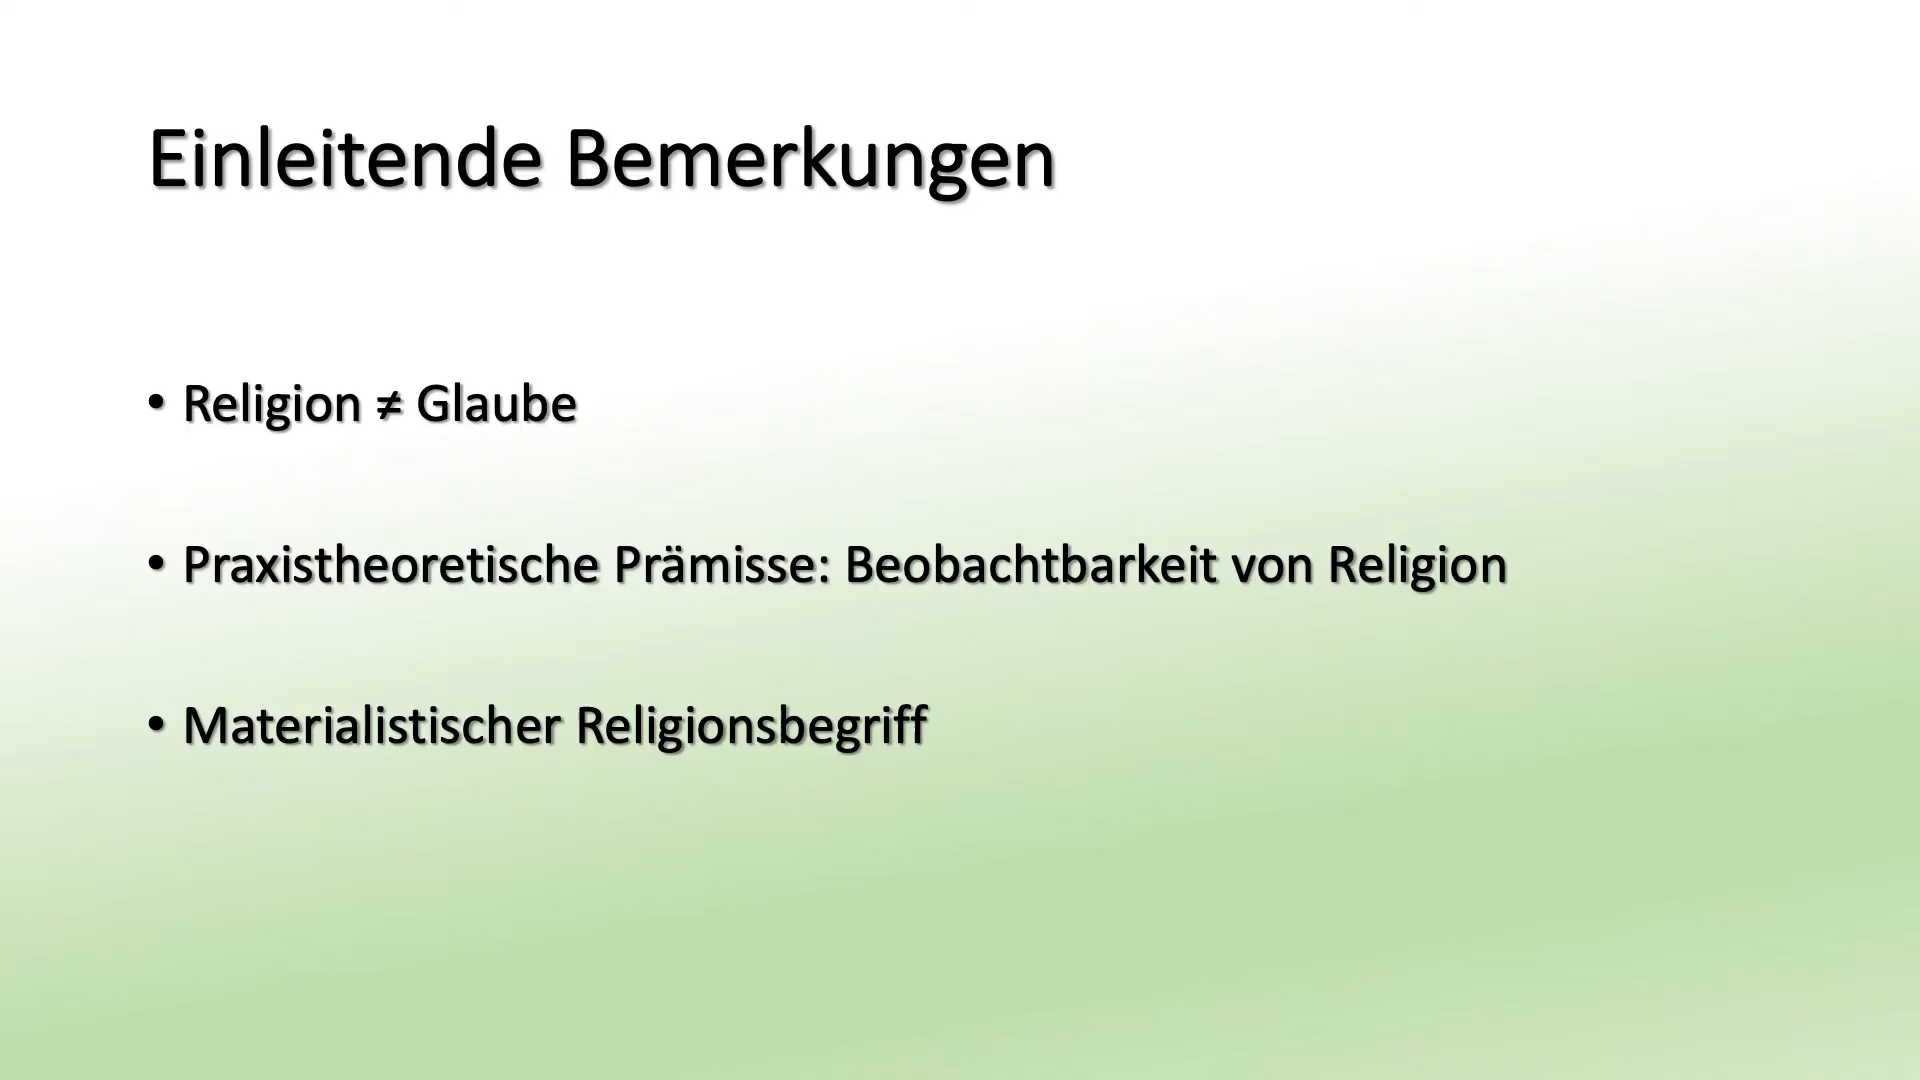 Einleitende Bemerkungen
• Religion ≠ Glaube
• Praxistheoretische Prämisse: Beobachtbarkeit von Religion
• Materialistischer Religionsbegriff